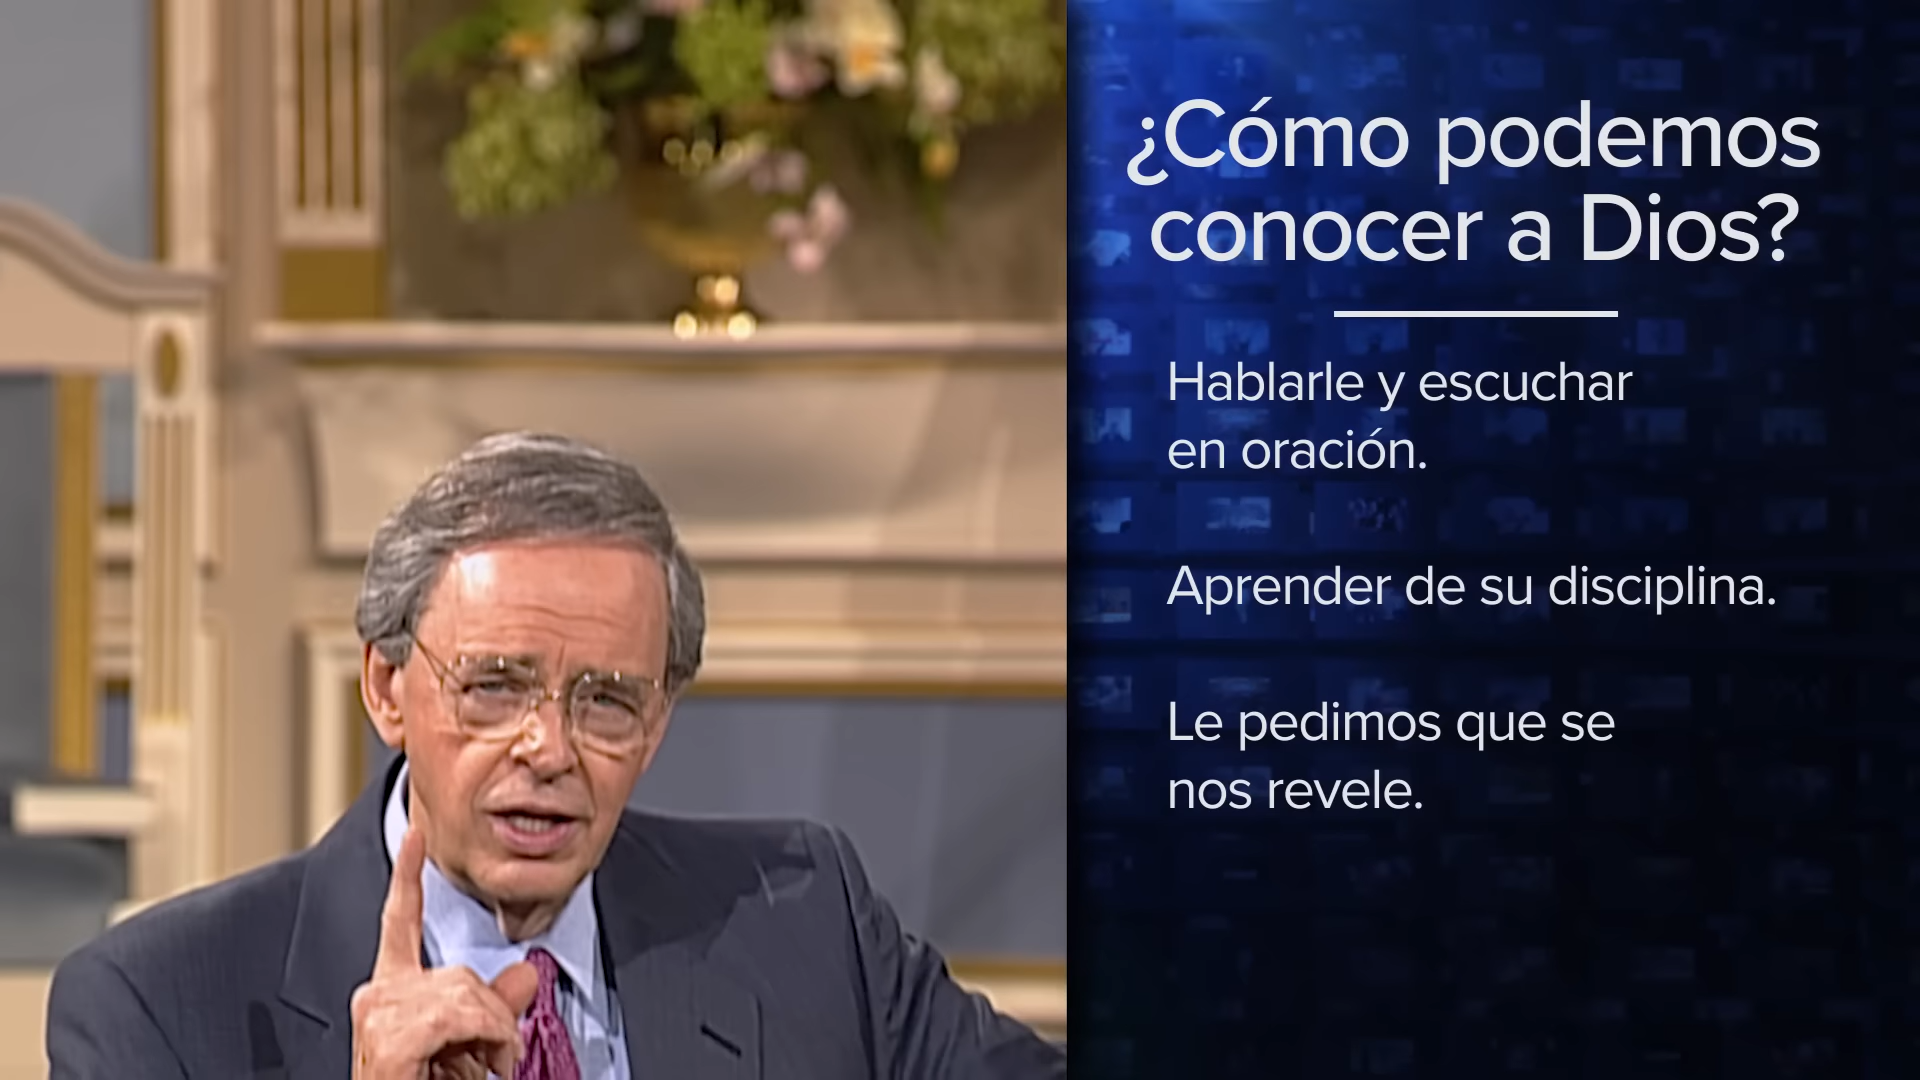 ¿Cómo podemos
conocer a Dios?
Hablarle y escuchar
en oración.
Aprender de su disciplina.
Le pedimos que se
nos revele.